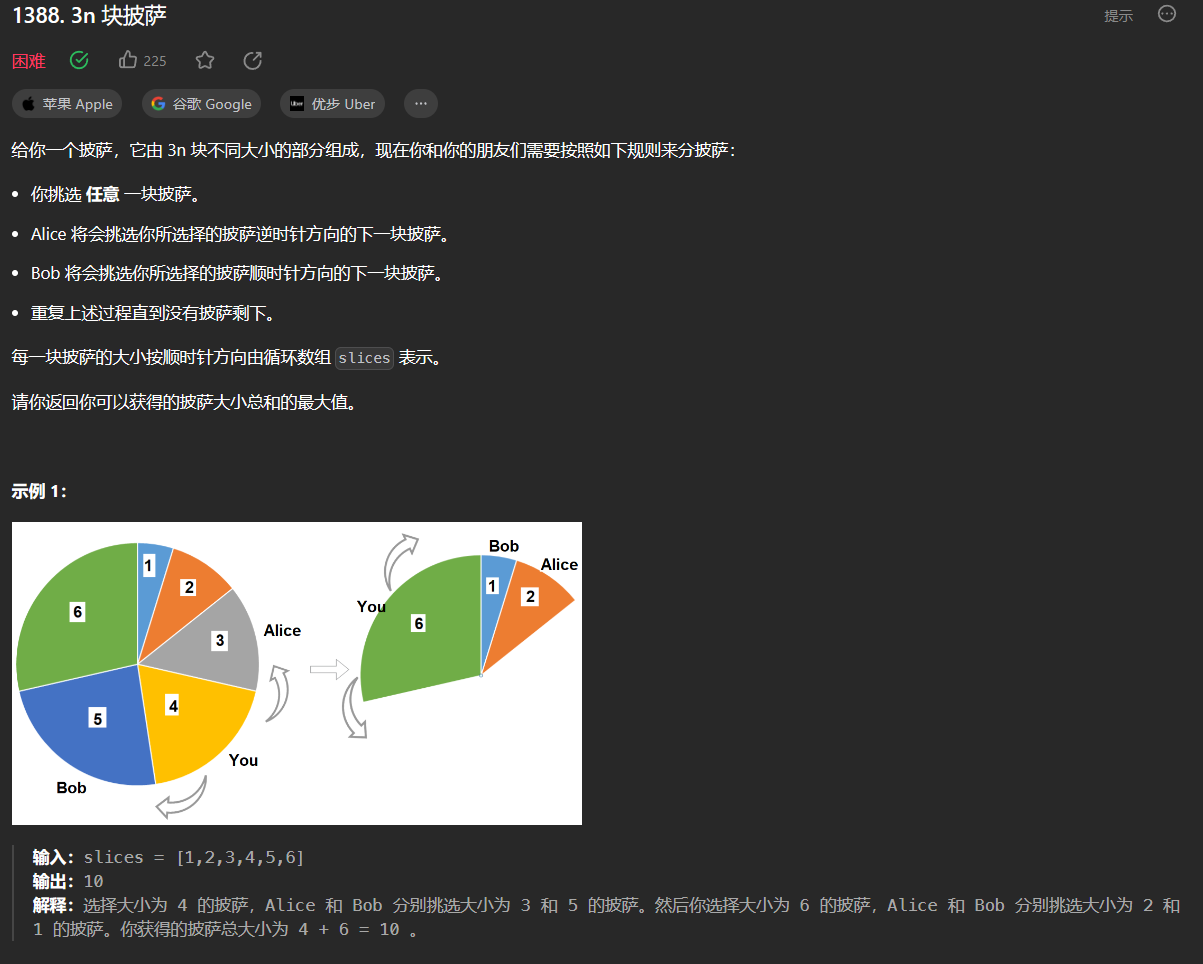 1388. 3n 块披萨
提示
困难
225
苹果 Apple
谷歌 Google
Uber
优步 Uber
给你一个披萨，它由 3n 块不同大小的部分组成，现在你和你的朋友们需要按照如下规则来分披萨：
你挑选 任意 一块披萨。
Alice 将会挑选你所选择的披萨逆时针方向的下一块披萨。
Bob 将会挑选你所选择的披萨顺时针方向的下一块披萨。
重复上述过程直到没有披萨剩下。
每一块披萨的大小按顺时针方向由循环数组 slices 表示。
请你返回你可以获得的披萨大小总和的最大值。
示例 1：
Bob
1
Alice
2
6
1
2
You
6
3
Alice
4
5
You
Bob
输入：slices = [1,2,3,4,5,6]
输出：10
解释：选择大小为 4 的披萨，Alice 和 Bob 分别挑选大小为 3 和 5 的披萨。然后你选择大小为 6 的披萨，Alice 和 Bob 分别挑选大小为 2 和
1 的披萨。你获得的披萨总大小为 4 + 6 = 10 。